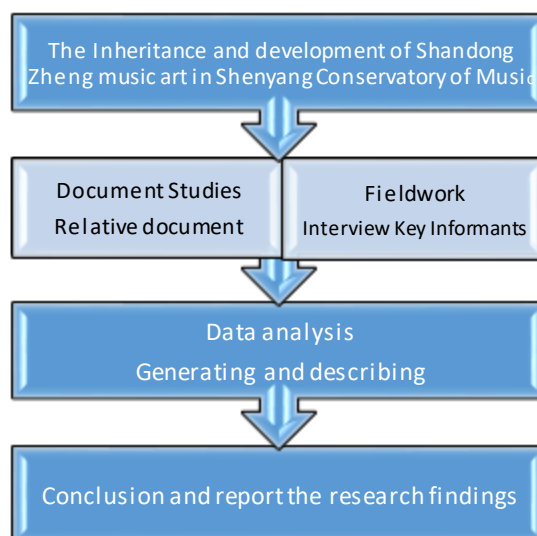 The Inheritance and development of Shandong
Zheng music art in Shenyang Conservatory of Music
Document Studies
Relative document
Fieldwork
Interview Key Informants
Data analysis
Generating and describing
Conclusion and report the research findings